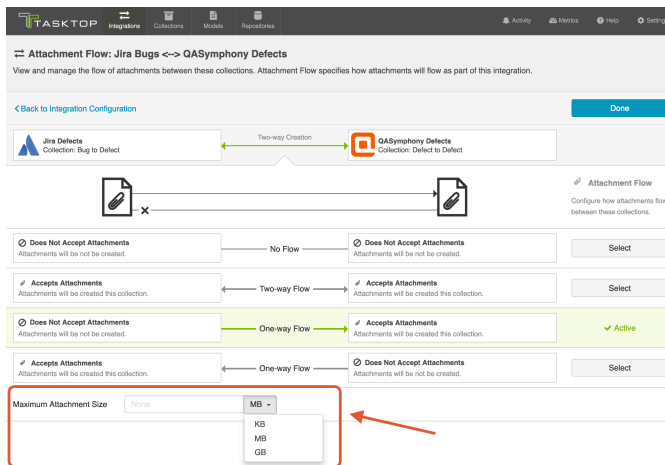 TASKTOP
Integrations
Collections
Models
Repositories
Activity
Metrics
Help
Setting
Attachment Flow: Jira Bugs <--> QASymphony Defects
View and manage the flow of attachments between these collections. Attachment Flow specifies how attachments will flow as part of this integration.
Back to Integration Configuration
Done
Jira Defects
Collection: Bug to Defect
Two-way Creation
QASymphony Defects
Collection: Defect to Defect
Attachment Flow
Configure how attachments flow
between these collections.
Does Not Accept Attachments
Attachments will be not be created.
No Flow
Does Not Accept Attachments
Attachments will be not be created.
Select
Accepts Attachments
Attachments will be created this collection.
Two-way Flow
Accepts Attachments
Attachments will be created this collection.
Select
Does Not Accept Attachments
Attachments will be not be created.
One-way Flow
Accepts Attachments
Attachments will be created this collection.
Active
Accepts Attachments
Attachments will be created this collection.
One-way Flow
Does Not Accept Attachments
Attachments will be not be created.
Select
Maximum Attachment Size
None
MB
KB
MB
GB